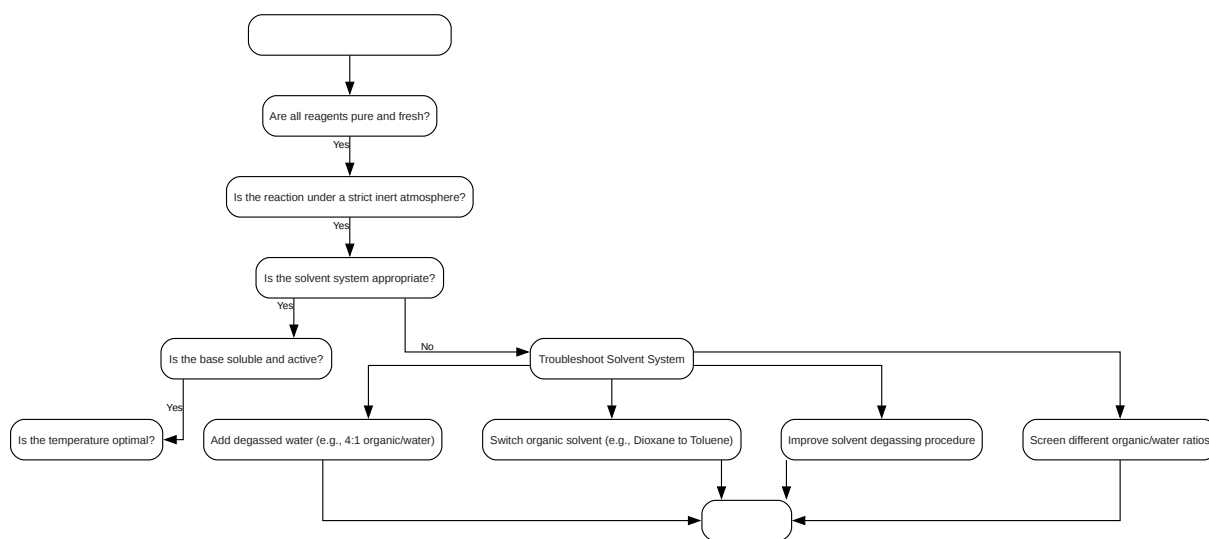 Are all reagents pure and fresh?
Yes
Is the reaction under a strict inert atmosphere?
Yes
Is the solvent system appropriate?
Yes
No
Is the base soluble and active?
Troubleshoot Solvent System
Yes
Is the temperature optimal?
Add degassed water (e.g., 4:1 organic/water)
Switch organic solvent (e.g., Dioxane to Toluene)
Improve solvent degassing procedure
Screen different organic/water ratios